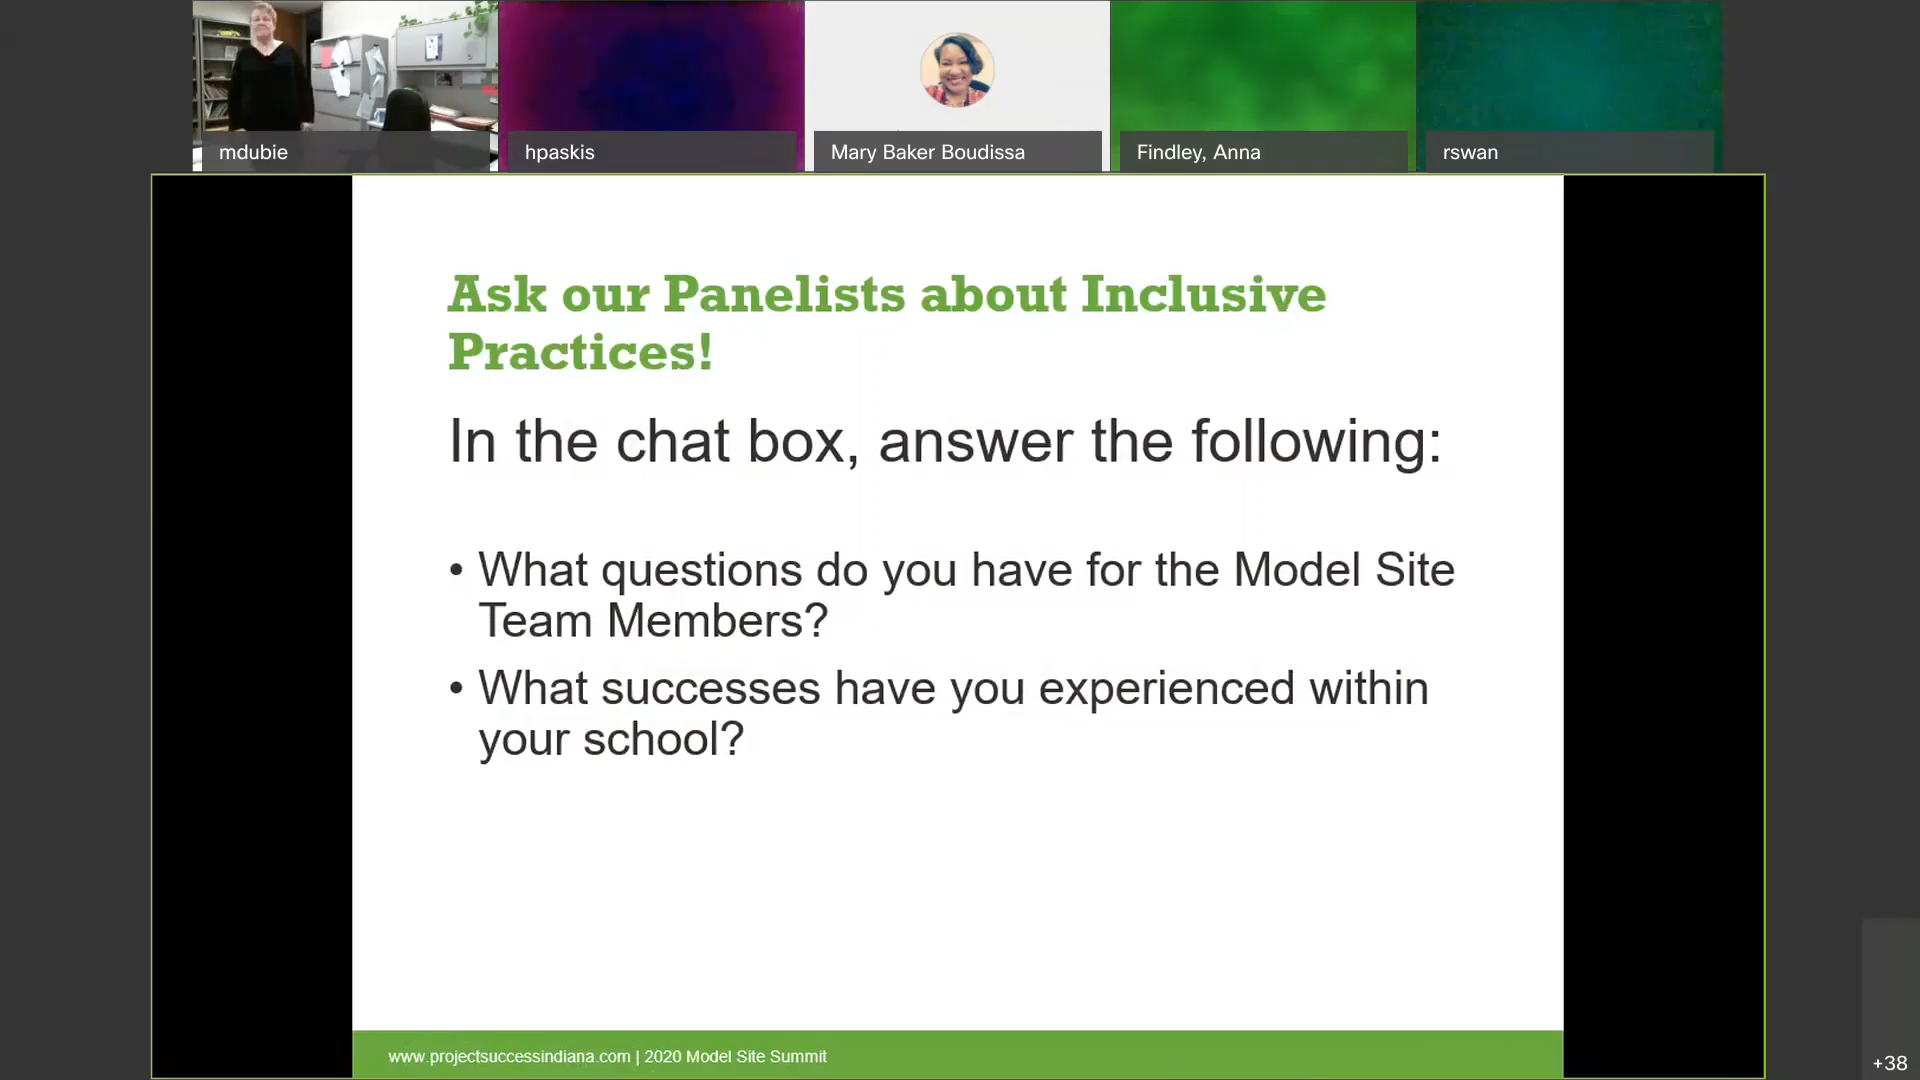 mdubie
hpaskis
Mary Baker Boudissa
Findley, Anna
rswan
Ask our Panelists about Inclusive
Practices!
In the chat box, answer the following:
• What questions do you have for the Model Site
Team Members?
• What successes have you experienced within
your school?
www.projectsuccessindiana.com | 2020 Model Site Summit
+38